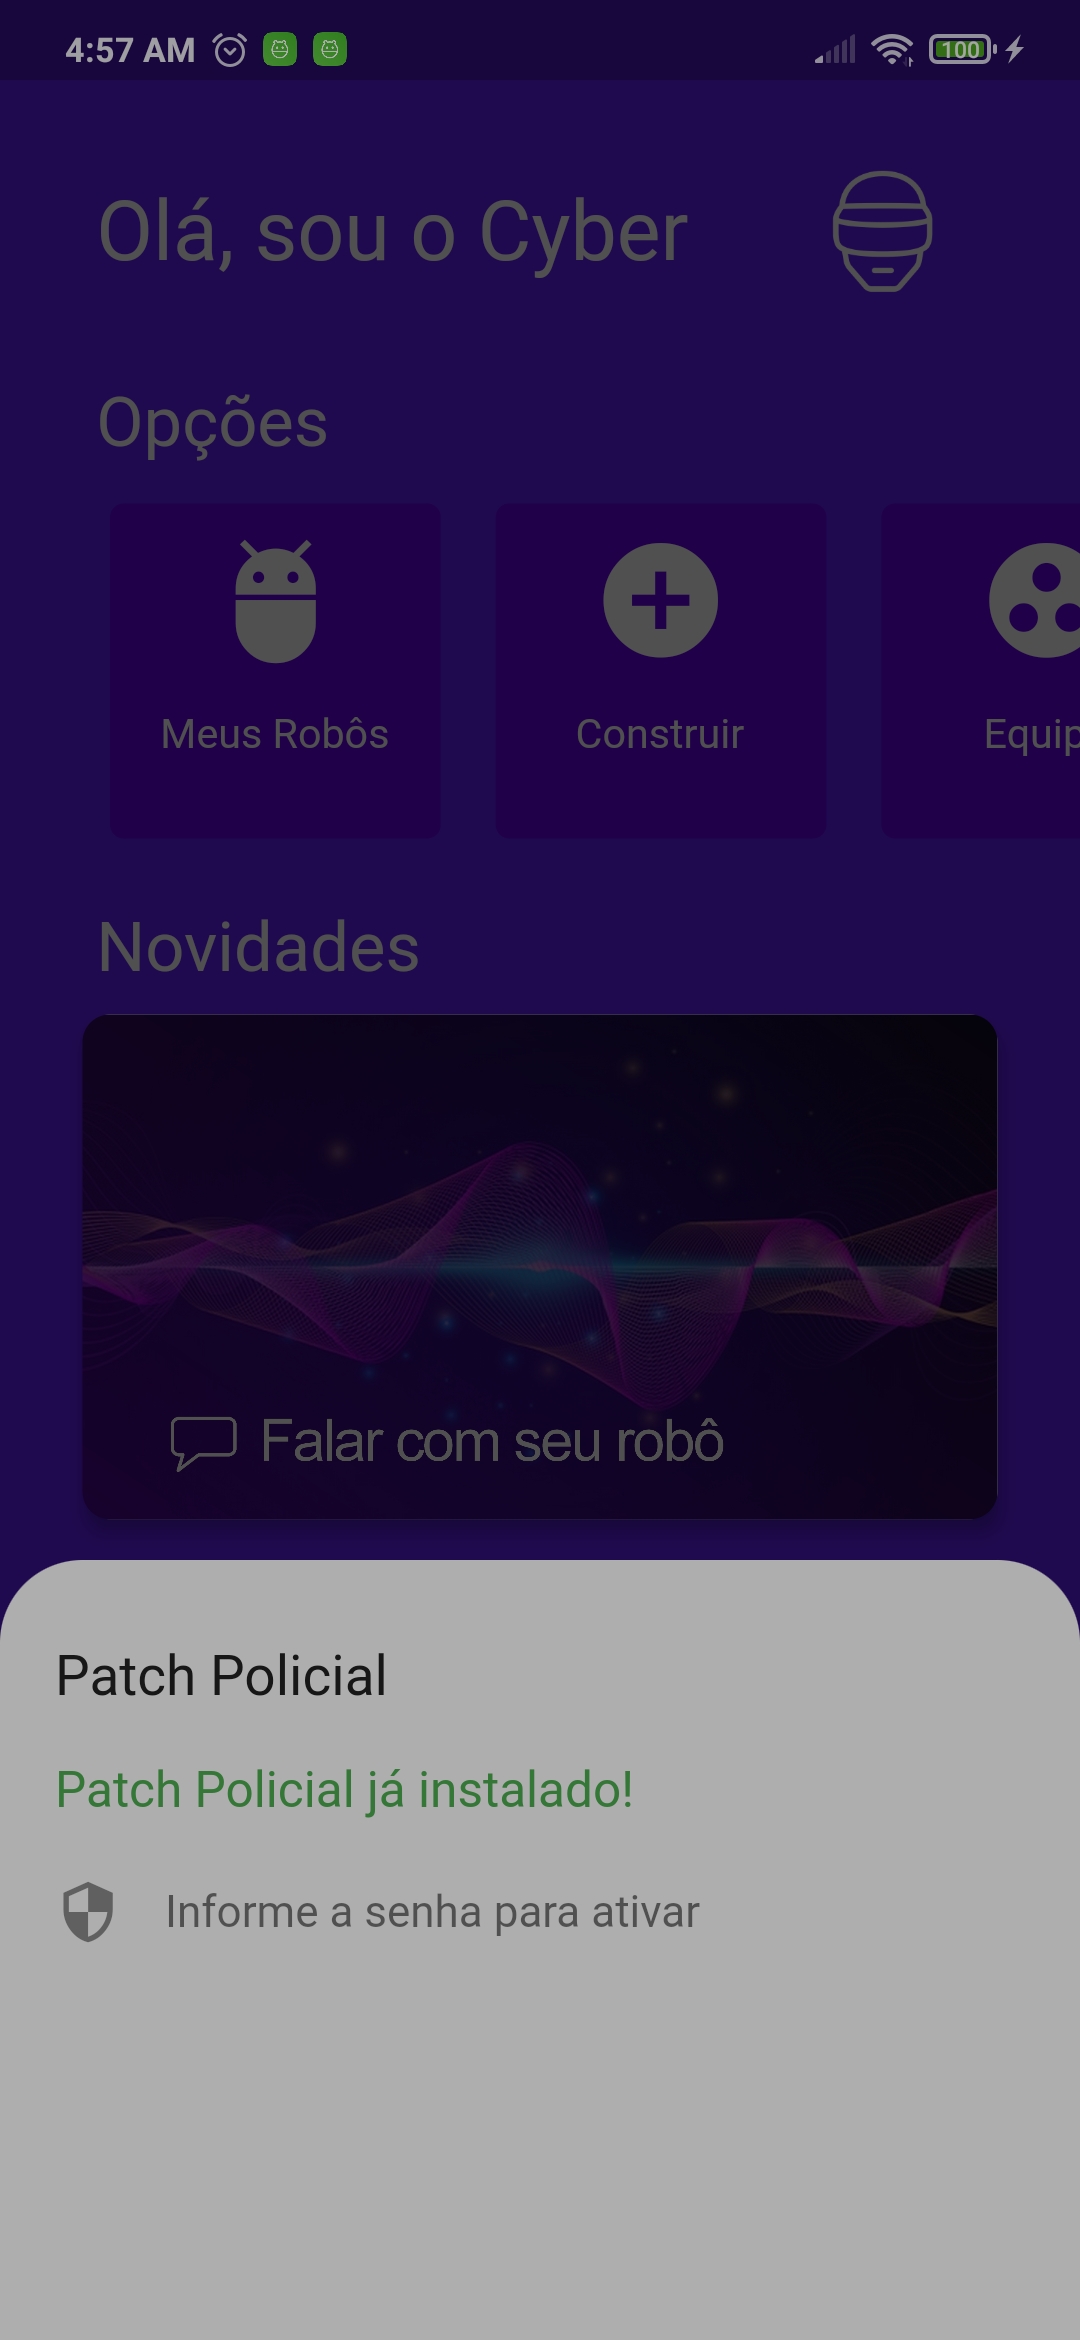 4:57 AM
100
Olá, sou o Cyber
Opções
Meus Robôs
Construir
Equip
Novidades
Falar com seu robô
Patch Policial
Patch Policial já instalado!
Informe a senha para ativar